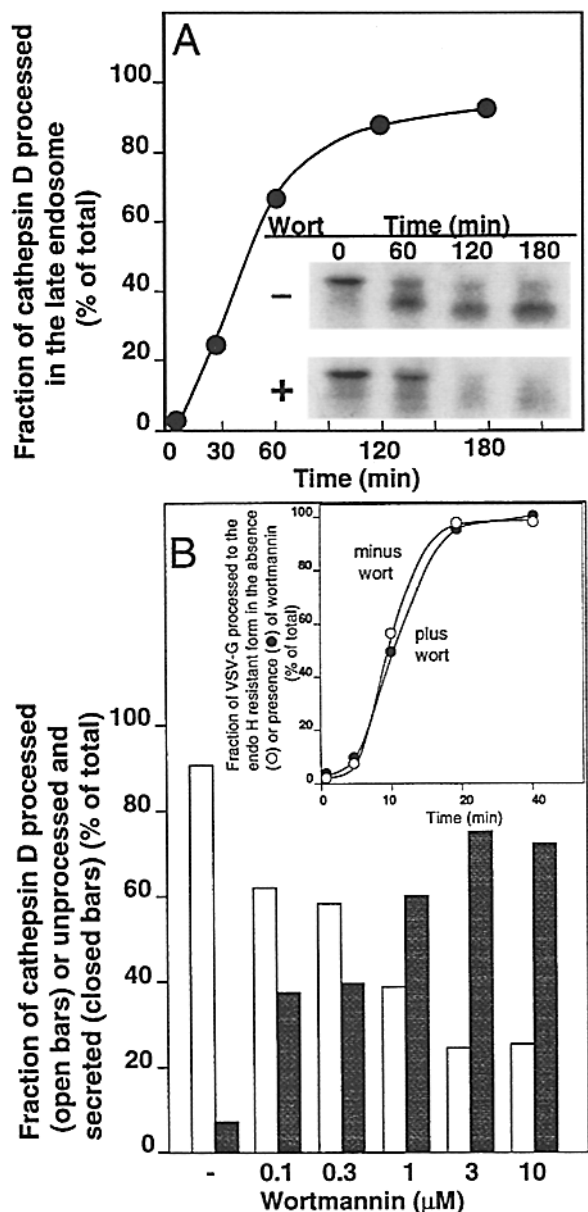 A
Fraction of cathepsin D processed
in the late endosome
(% of total)
100
80
60
40
20
0
Wort
Time (min)
0 60 120 180
–
+
0 30 60 120 180
Time (min)
B
Fraction of cathepsin D processed
(open bars) or unprocessed and
secreted (closed bars) (% of total)
100
80
60
40
20
0
Fraction of VSV-G processed to the
endo H resistant form in the absence
(O) or presence (●) of wortmannin
(% of total)
100
80
60
40
20
0
minus
wort
plus
wort
0 10 20 40
Time (min)
- 0.1 0.3 1 3 10
Wortmannin (μM)